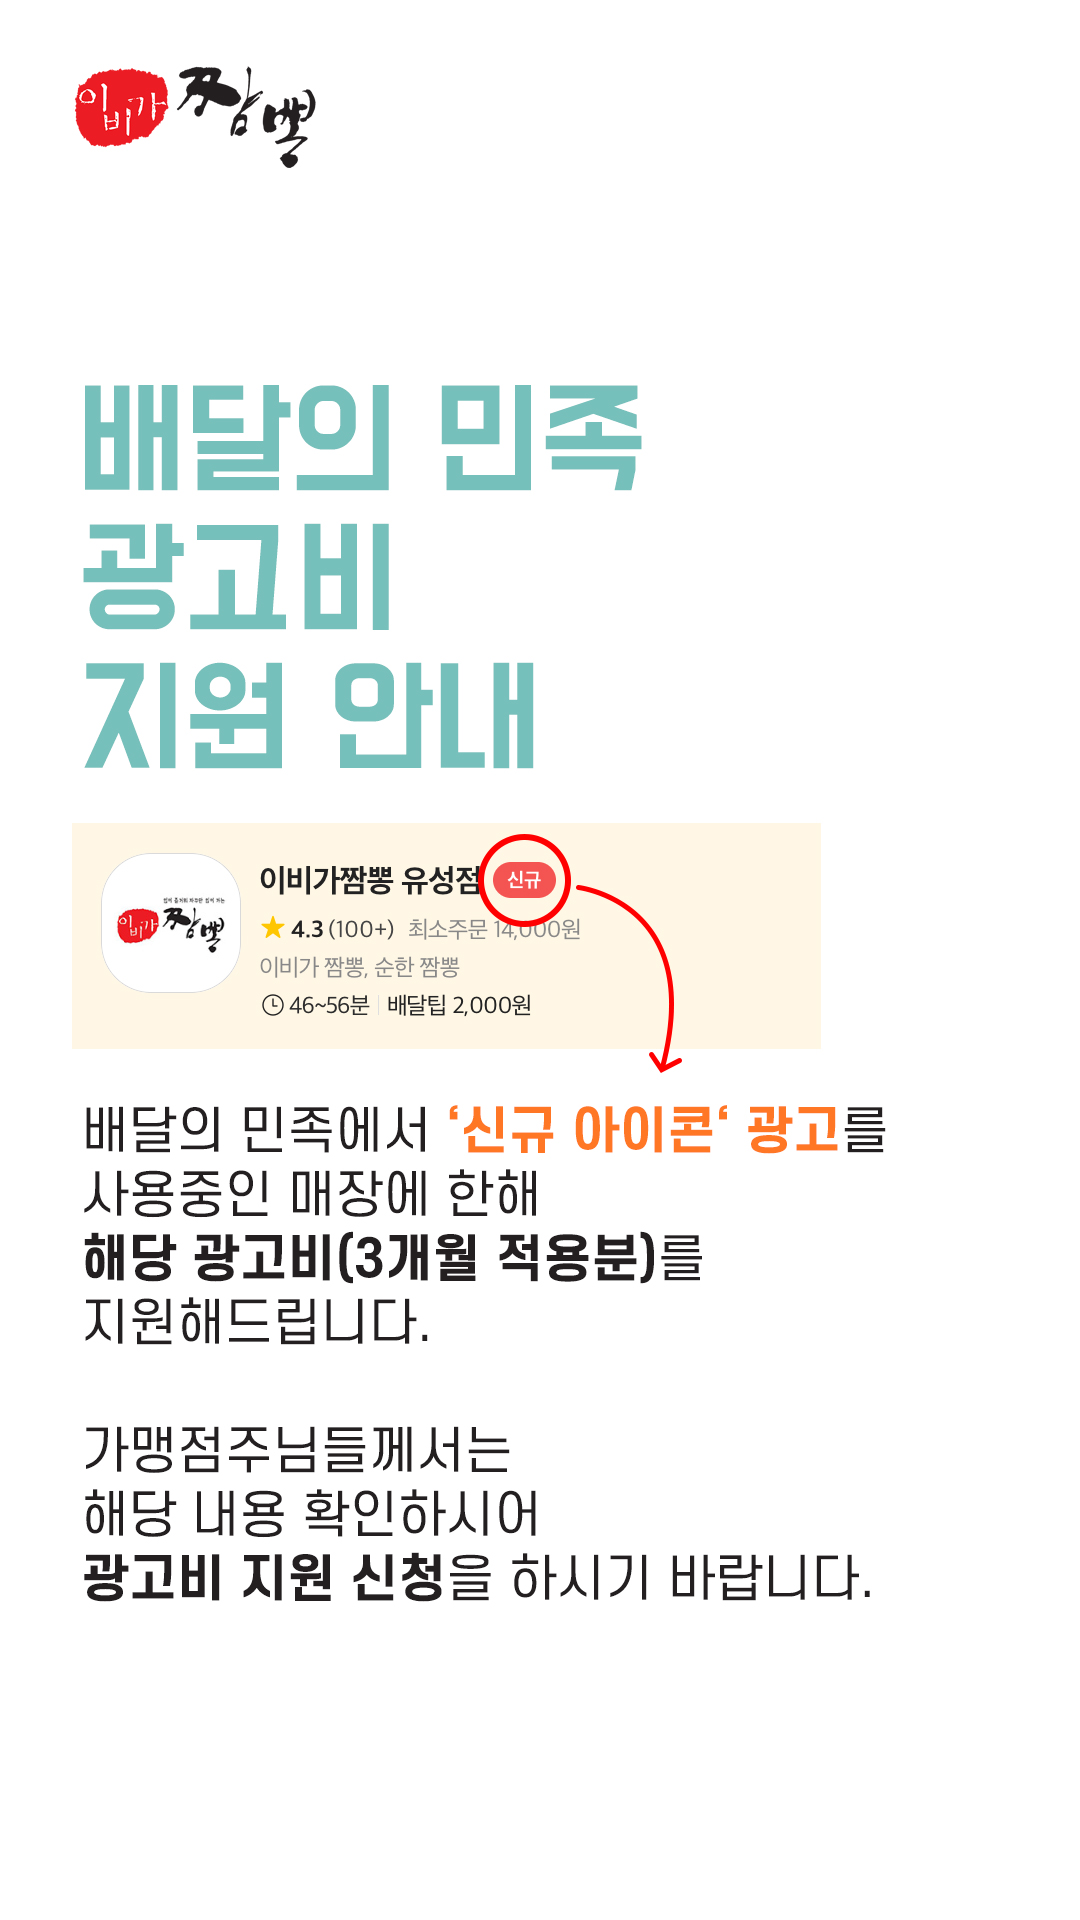 이비가 짬뽕
배달의 민족
광고비
지원 안내
이비가 짬뽕
이비가짬뽕 유성점 신규
4.3 (100+) 최소주문 14,000원
이비가 짬뽕, 순한 짬뽕
46~56분 배달팁 2,000원
배달의 민족에서 ‘신규 아이콘‘ 광고를
사용중인 매장에 한해
해당 광고비(3개월 적용분)를
지원해드립니다.
가맹점주님들께서는
해당 내용 확인하시어
광고비 지원 신청을 하시기 바랍니다.